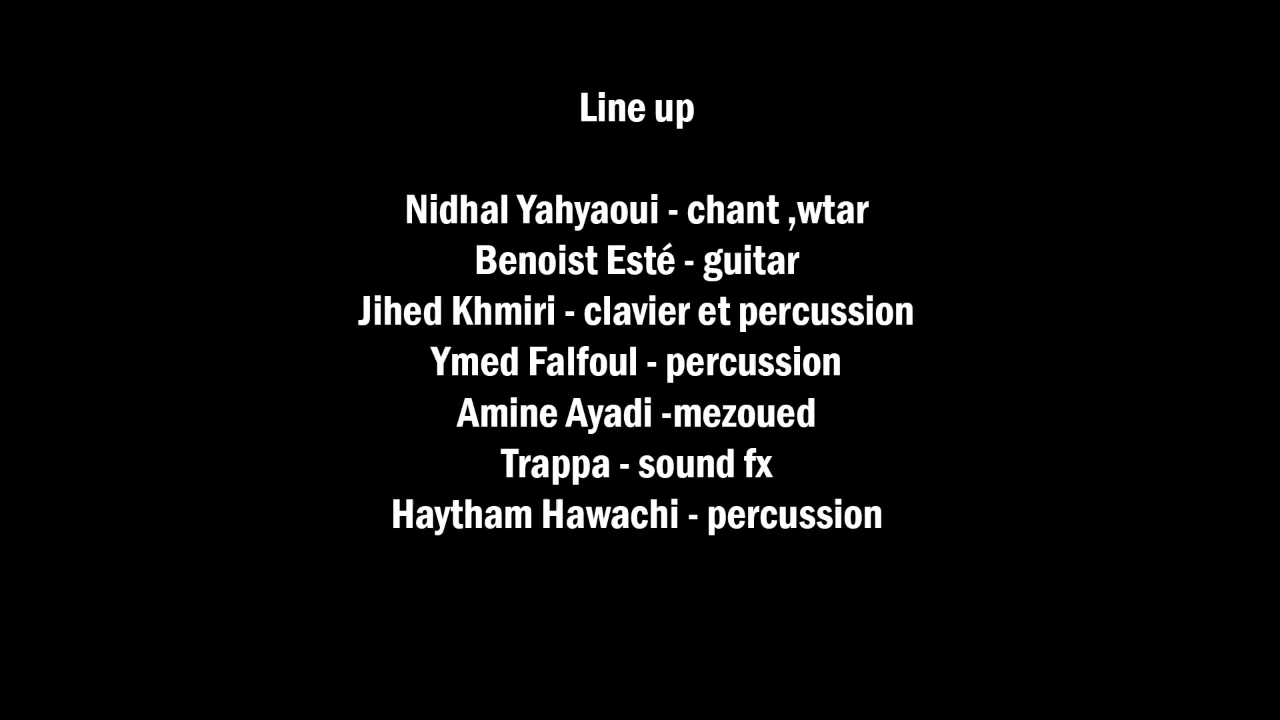 Line up
Nidhal Yahyaoui - chant ,wtar
Benoist Esté - guitar
Jihed Khmiri - clavier et percussion
Ymed Falfoul - percussion
Amine Ayadi -mezoued
Trappa - sound fx
Haytham Hawachi - percussion